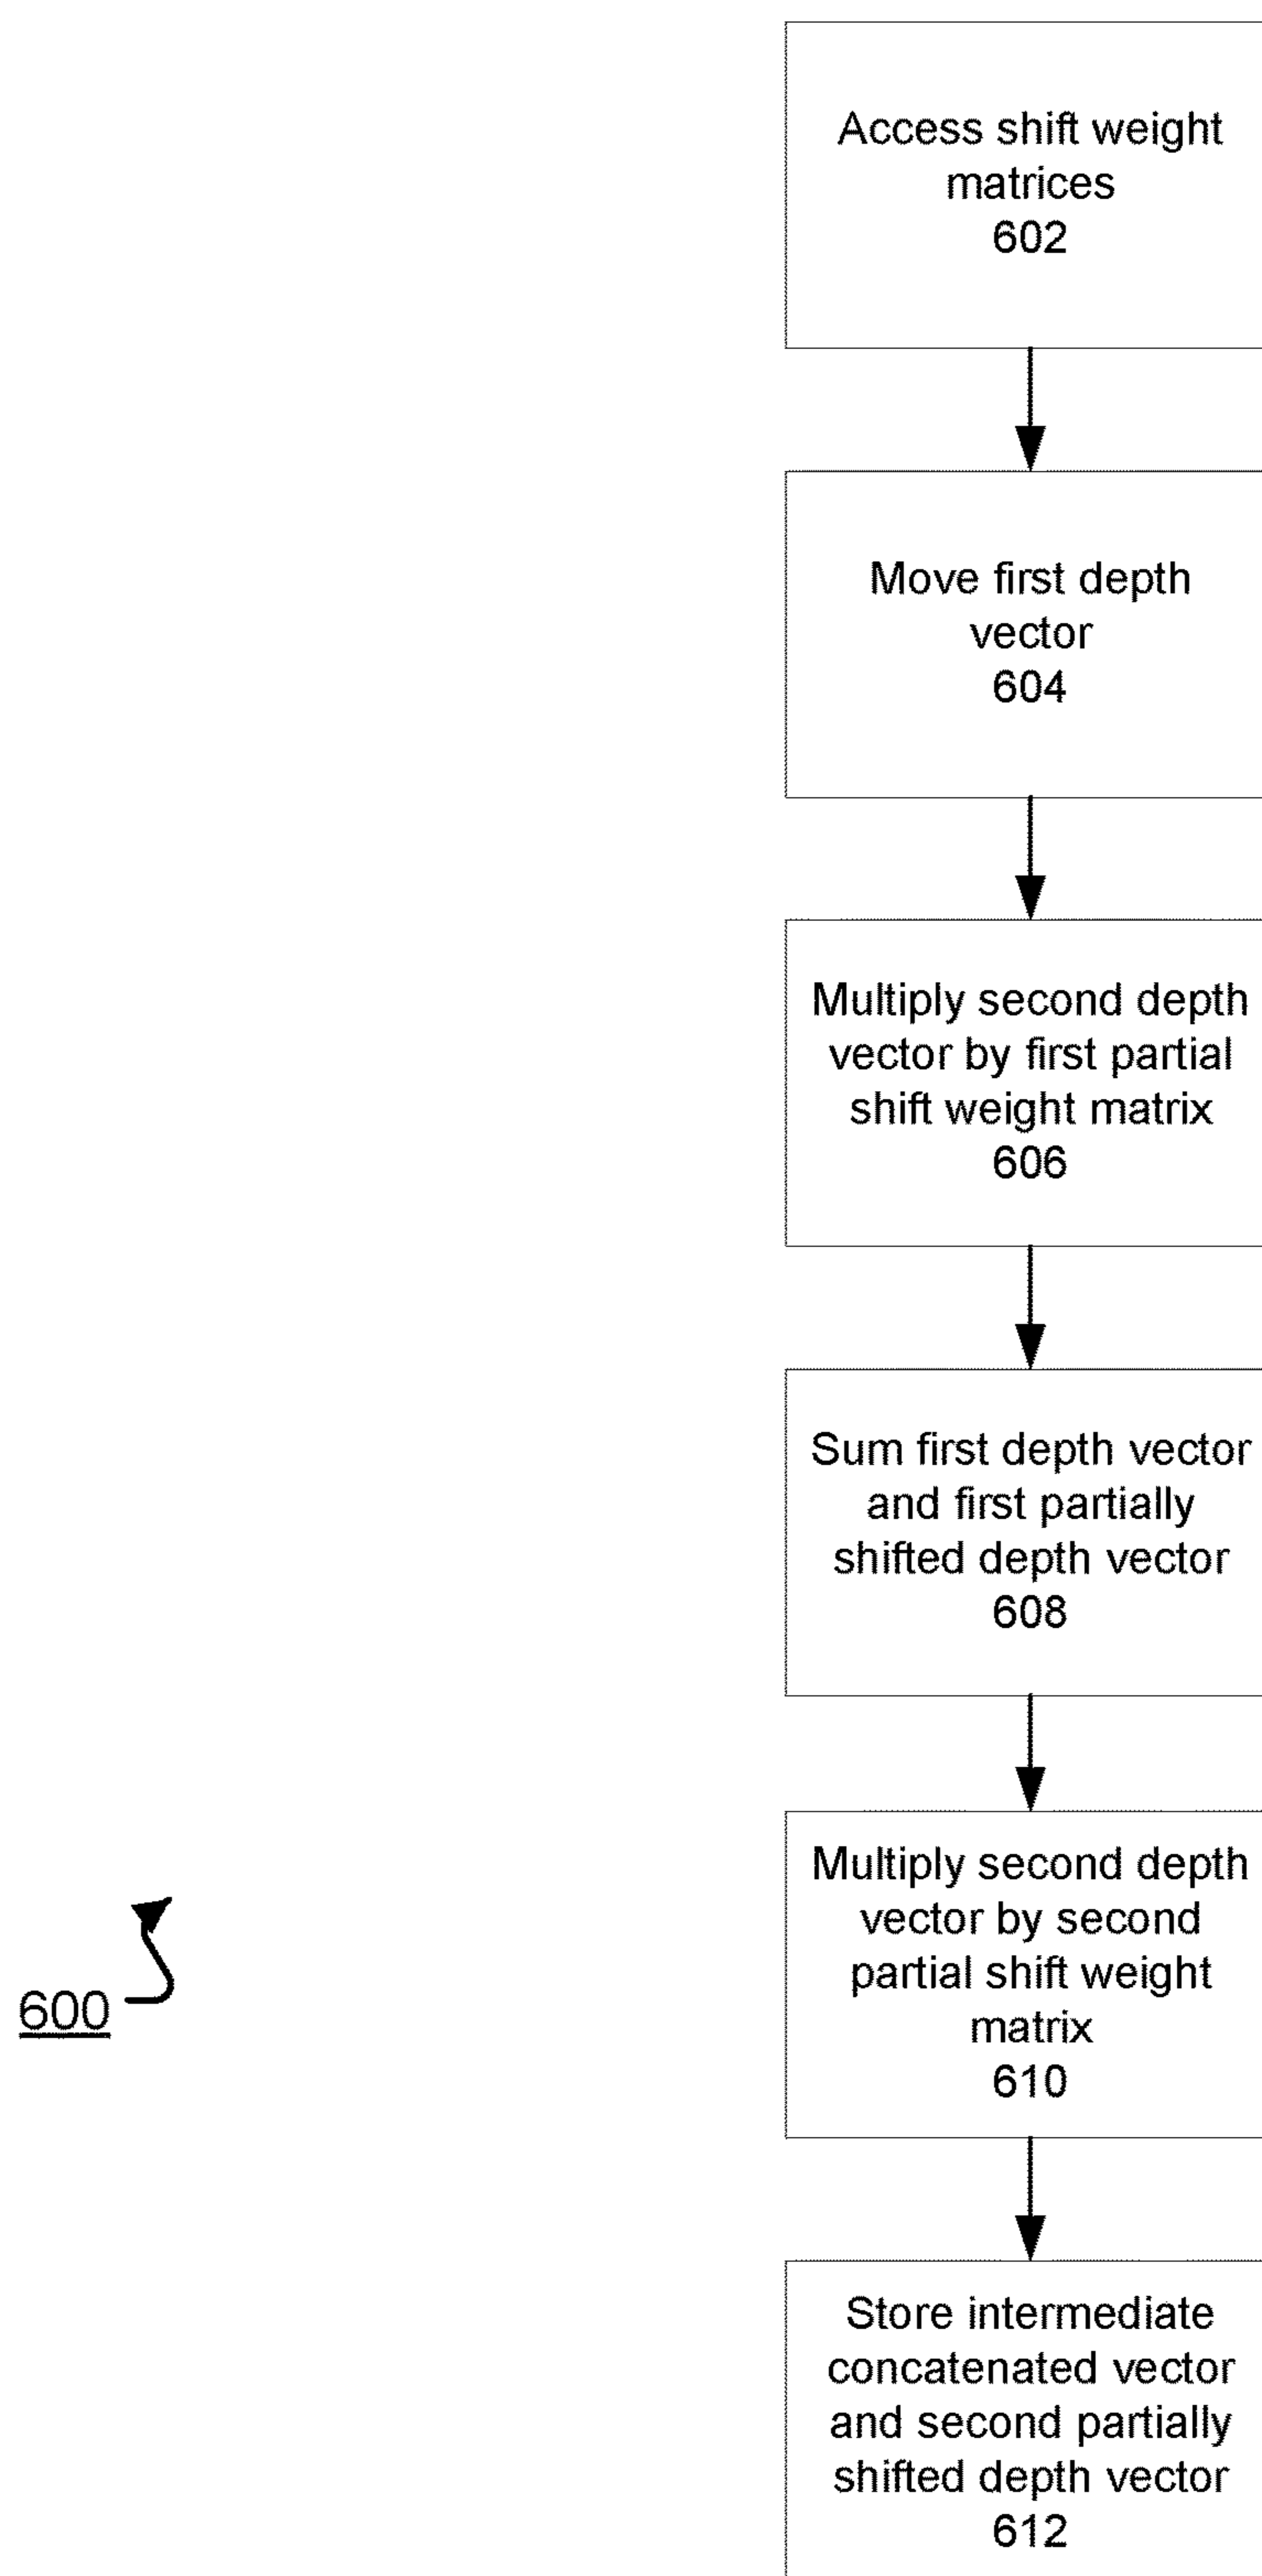 Access shift weight
matrices
602
Move first depth
vector
604
Multiply second depth
vector by first partial
shift weight matrix
606
Sum first depth vector
and first partially
shifted depth vector
608
Multiply second depth
vector by second
partial shift weight
matrix
610
600
Store intermediate
concatenated vector
and second partially
shifted depth vector
612